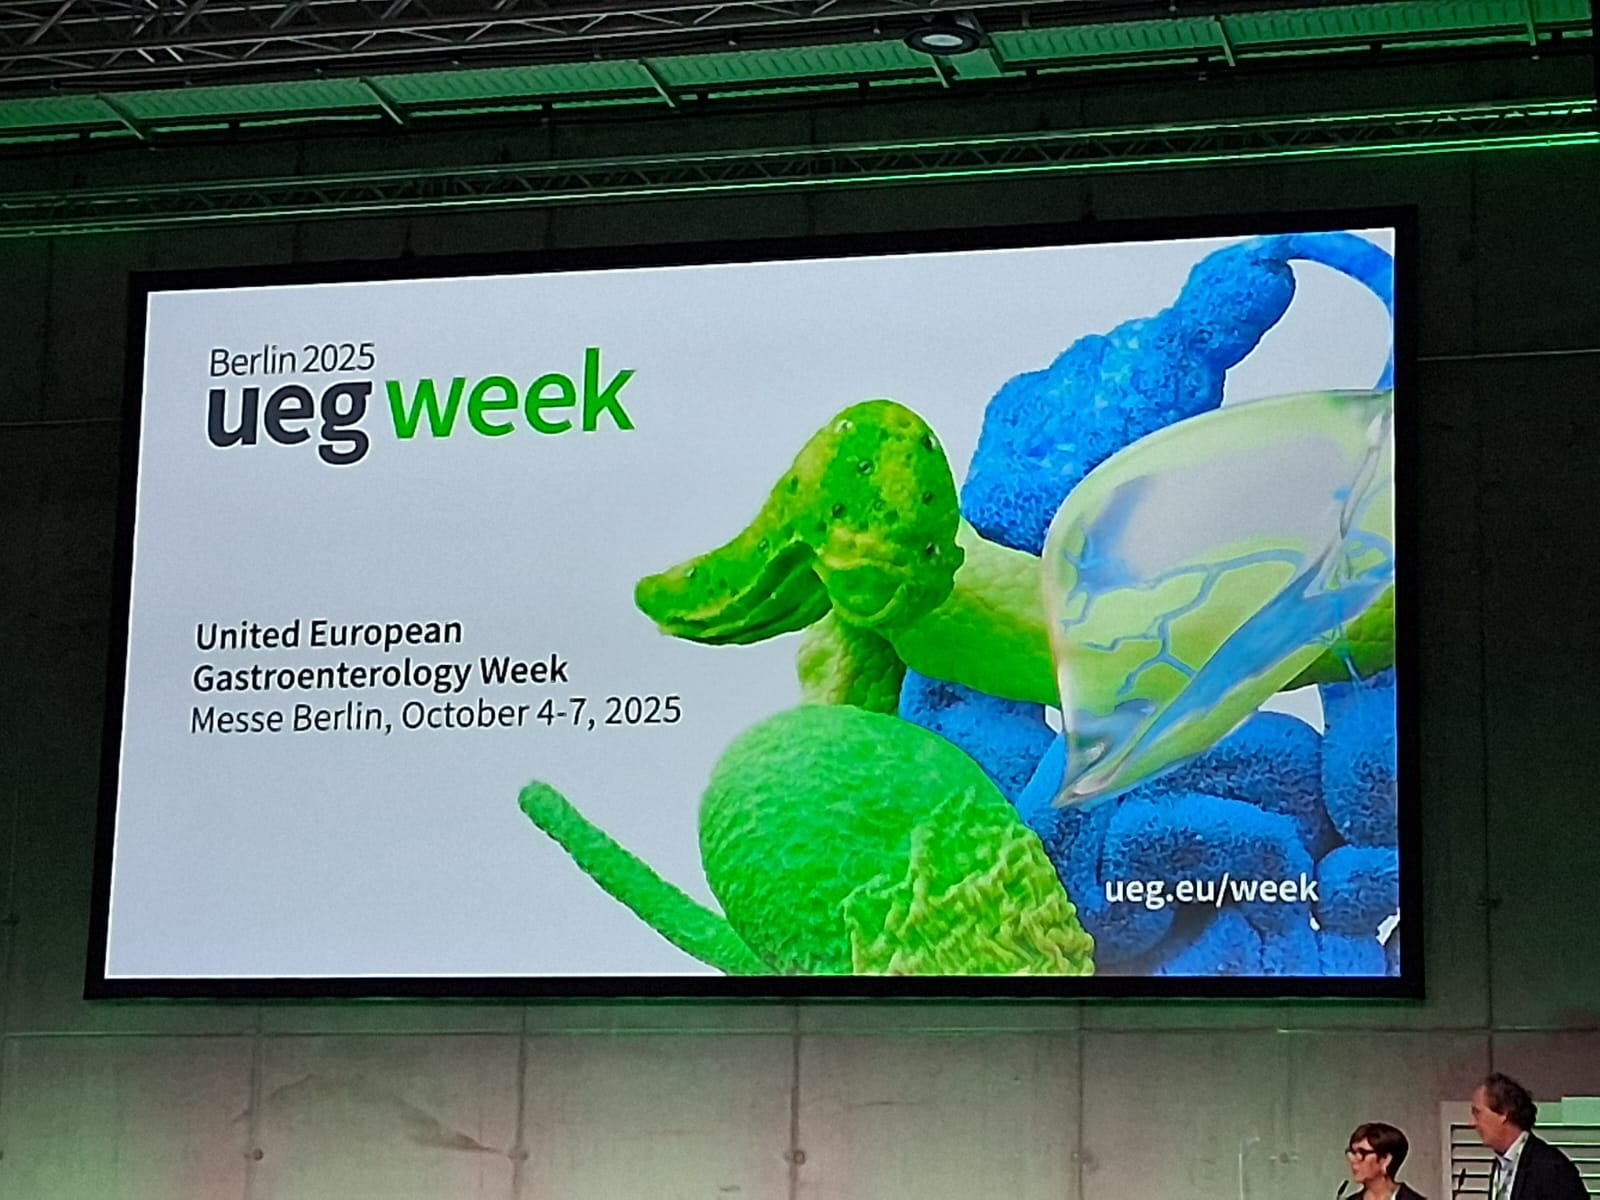 Berlin 2025
ueg week
United European
Gastroenterology Week
Messe Berlin, October 4-7, 2025
ueg.eu/week